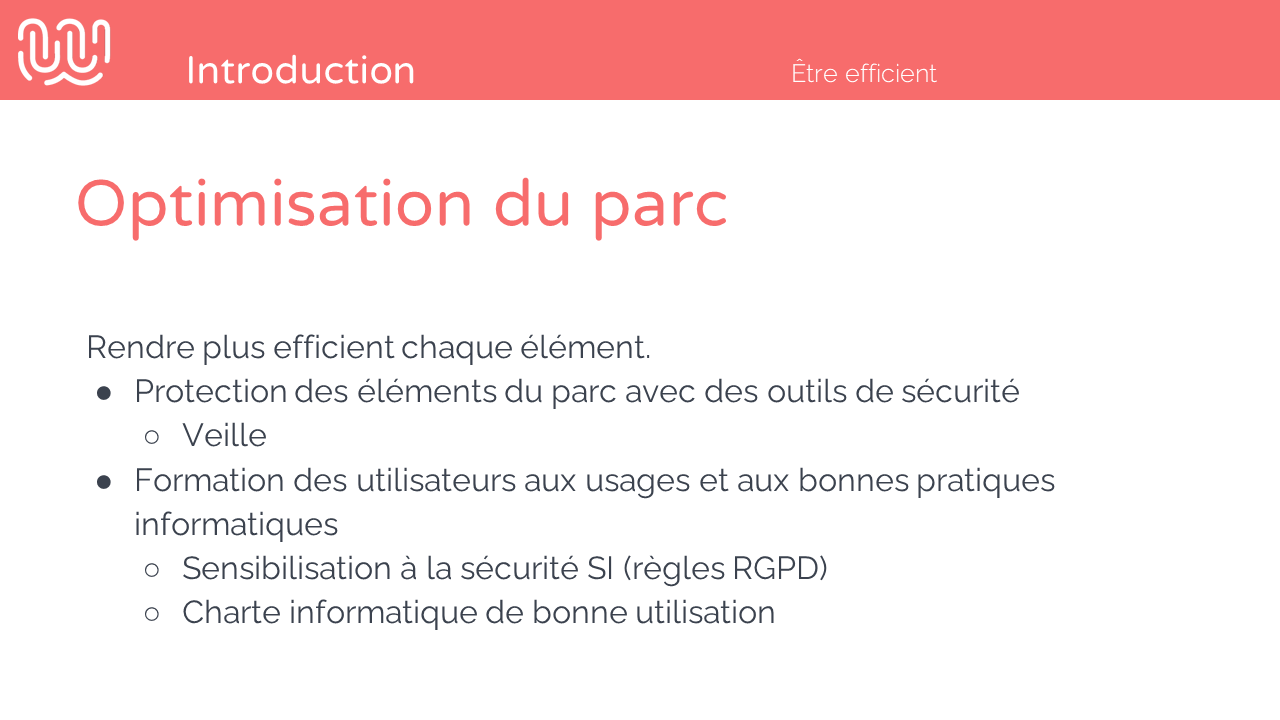 Introduction
Être efficient
Optimisation du parc
Rendre plus efficient chaque élément.
● Protection des éléments du parc avec des outils de sécurité
○ Veille
● Formation des utilisateurs aux usages et aux bonnes pratiques
informatiques
○ Sensibilisation à la sécurité SI (règles RGPD)
○ Charte informatique de bonne utilisation